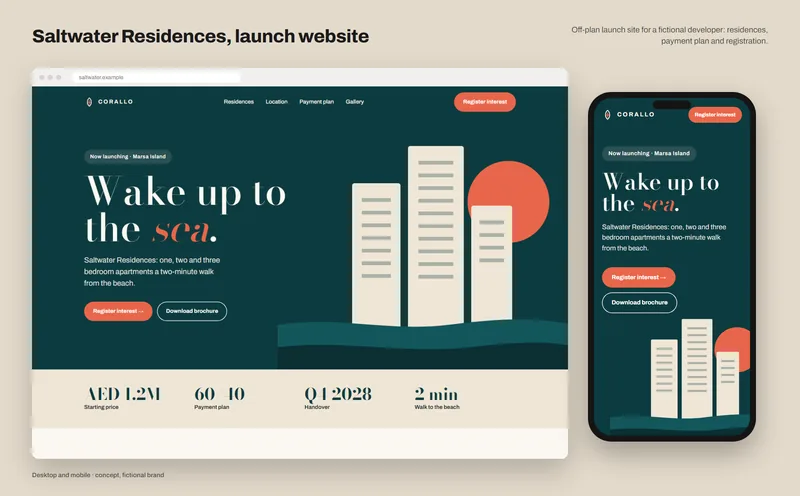 Saltwater Residences, launch website
Off-plan launch site for a fictional developer: residences,
payment plan and registration.
saltwater.example
CORALLO
Residences
Location
Payment plan
Gallery
Register interest
Now launching · Marsa Island
Wake up to
the sea.
Saltwater Residences: one, two and three
bedroom apartments a two-minute walk
from the beach.
Register interest →
Download brochure
AED 1.2M
Starting price
60 40
Payment plan
Q4 2028
Handover
2 min
Walk to the beach
CORALLO
Register interest
Now launching · Marsa Island
Wake up to
the sea.
Saltwater Residences: one, two and three
bedroom apartments a two-minute walk
from the beach.
Register interest →
Download brochure
Desktop and mobile · concept, fictional brand